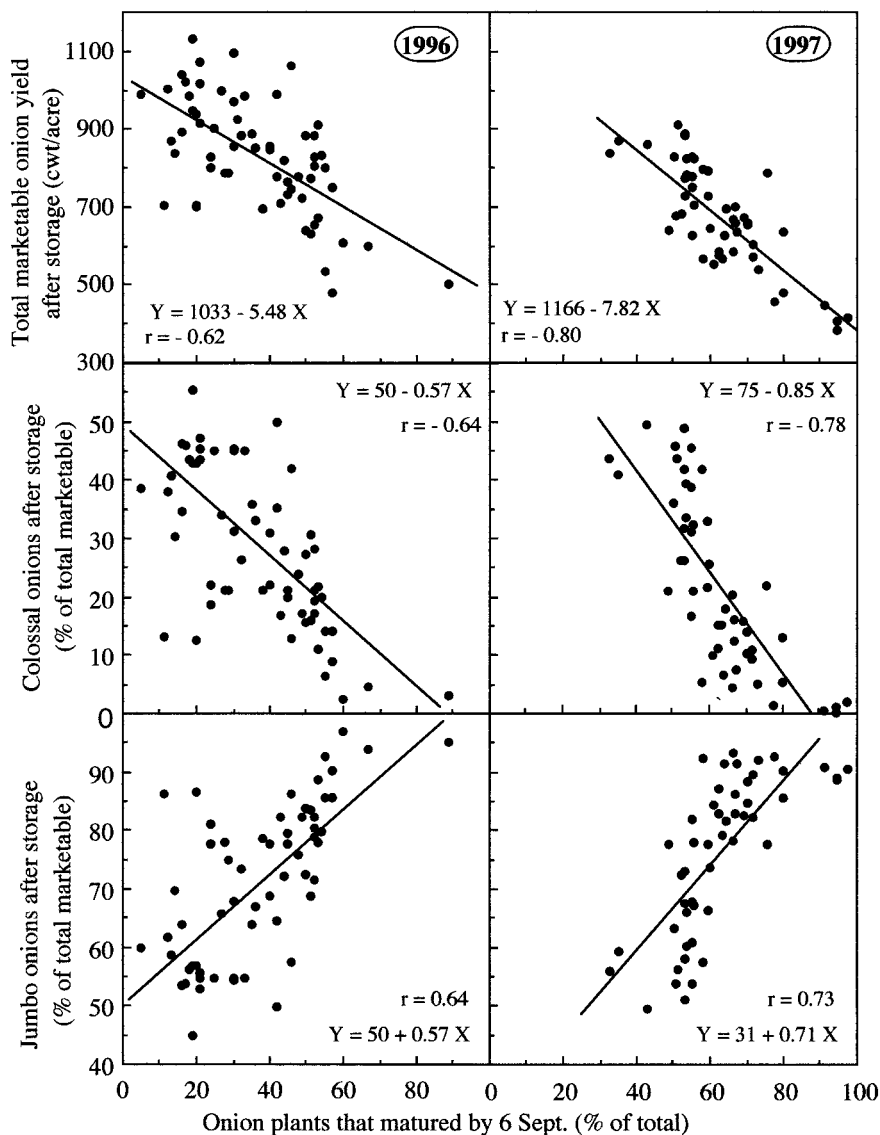 1996
1997
Total marketable onion yield
after storage (cwt/acre)
1100
900
700
500
300
Y = 1033 - 5.48 X
r = - 0.62
Y = 1166 - 7.82 X
r = - 0.80
Colossal onions after storage
(% of total marketable)
50
40
30
20
10
0
Y = 50 - 0.57 X
r = - 0.64
Y = 75 - 0.85 X
r = - 0.78
Jumbo onions after storage
(% of total marketable)
90
80
70
60
50
40
r = 0.64
Y = 50 + 0.57 X
r = 0.73
Y = 31 + 0.71 X
0 20 40 60 80 0 20 40 60 80 100
Onion plants that matured by 6 Sept. (% of total)